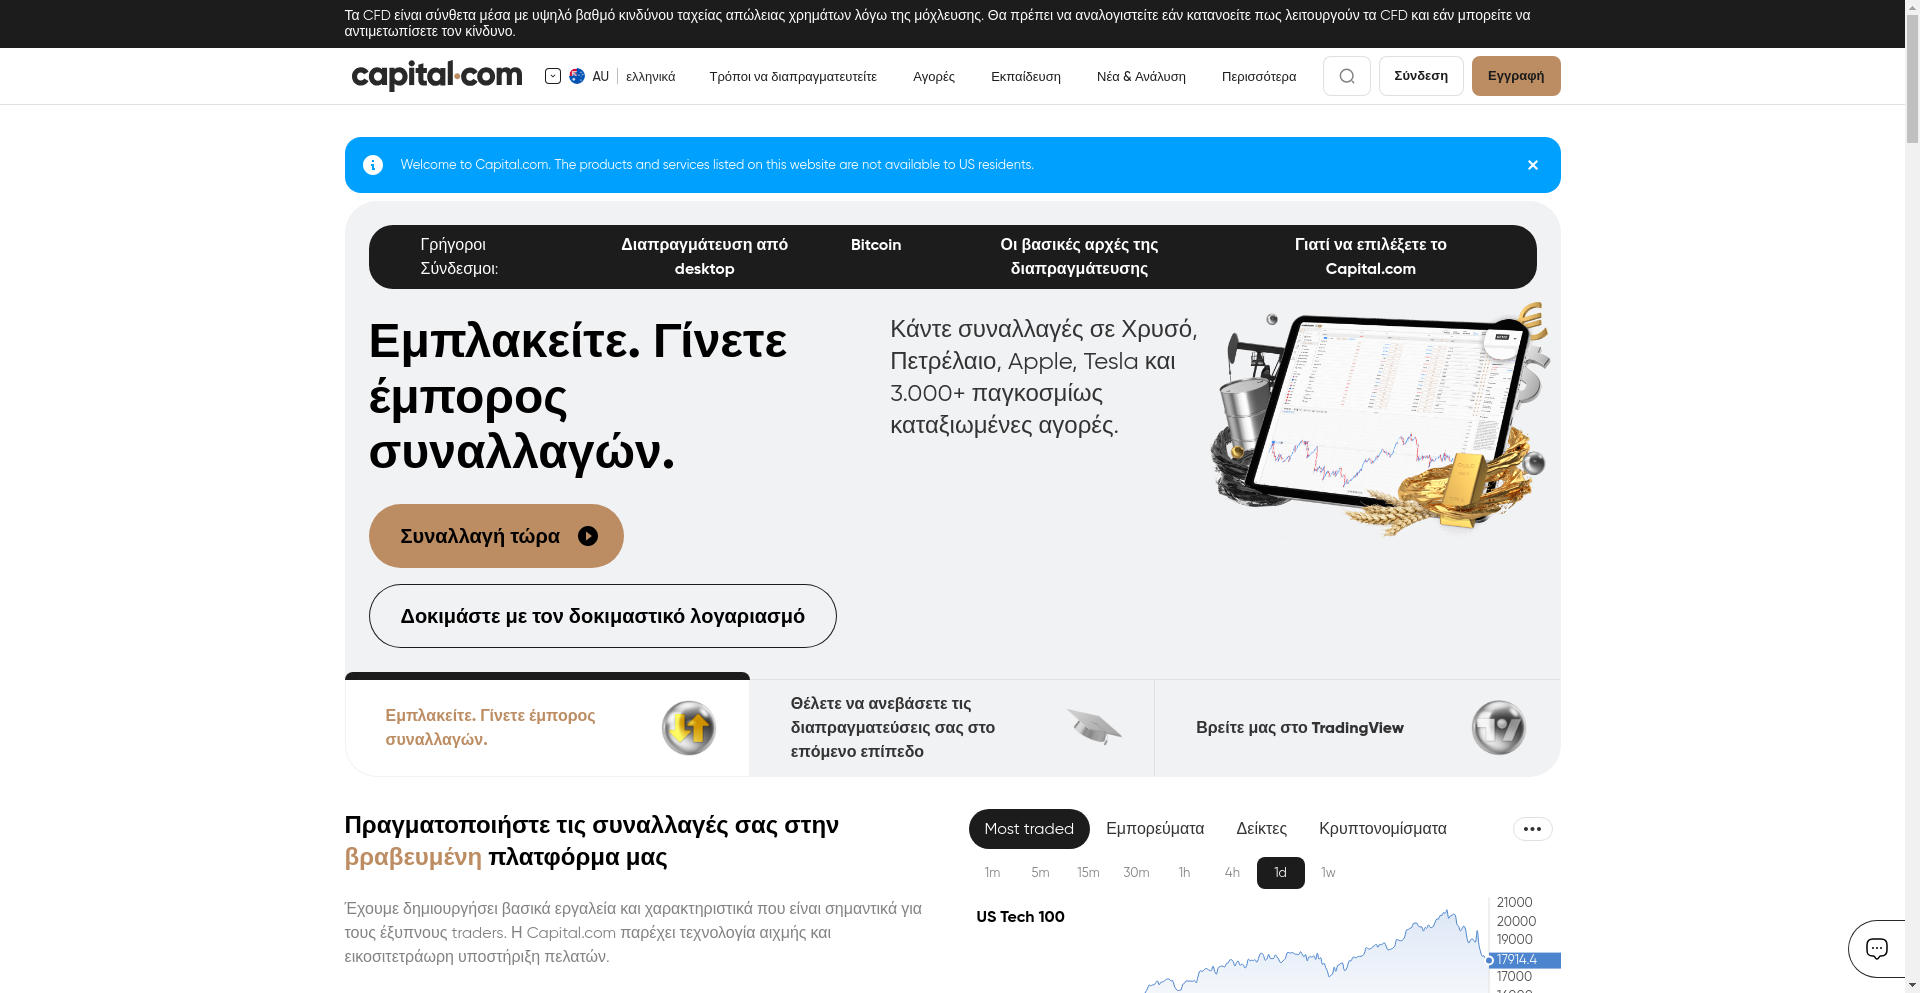 Τα CFD είναι σύνθετα μέσα με υψηλό βαθμό κινδύνου ταχείας απώλειας χρημάτων λόγω της μόχλευσης. Θα πρέπει να αναλογιστείτε εάν κατανοείτε πως λειτουργούν τα CFD και εάν μπορείτε να
αντιμετωπίσετε τον κίνδυνο.
capital.com
AU ελληνικά Τρόποι να διαπραγματευτείτε Αγορές Εκπαίδευση Νέα & Ανάλυση Περισσότερα Σύνδεση Εγγραφή
Welcome to Capital.com. The products and services listed on this website are not available to US residents.
Γρήγοροι
Σύνδεσμοι:
Διαπραγμάτευση από
desktop
Bitcoin
Οι βασικές αρχές της
διαπραγμάτευσης
Γιατί να επιλέξετε το
Capital.com
Εμπλακείτε. Γίνετε
έμπορος
συναλλαγών.
Κάντε συναλλαγές σε Χρυσό,
Πετρέλαιο, Apple, Tesla και
3.000+ παγκοσμίως
καταξιωμένες αγορές.
Συναλλαγή τώρα
Δοκιμάστε με τον δοκιμαστικό λογαριασμό
Εμπλακείτε. Γίνετε έμπορος
συναλλαγών.
Θέλετε να ανεβάσετε τις
διαπραγματεύσεις σας στο
επόμενο επίπεδο
Βρείτε μας στο TradingView
Πραγματοποιήστε τις συναλλαγές σας στην
βραβευμένη πλατφόρμα μας
Έχουμε δημιουργήσει βασικά εργαλεία και χαρακτηριστικά που είναι σημαντικά για
τους έξυπνους traders. Η Capital.com παρέχει τεχνολογία αιχμής και
εικοσιτετράωρη υποστήριξη πελατών.
Most traded Εμπορεύματα Δείκτες Κρυπτονομίσματα
1m 5m 15m 30m 1h 4h 1d 1w
US Tech 100
21000
20000
19000
17914.4
17000